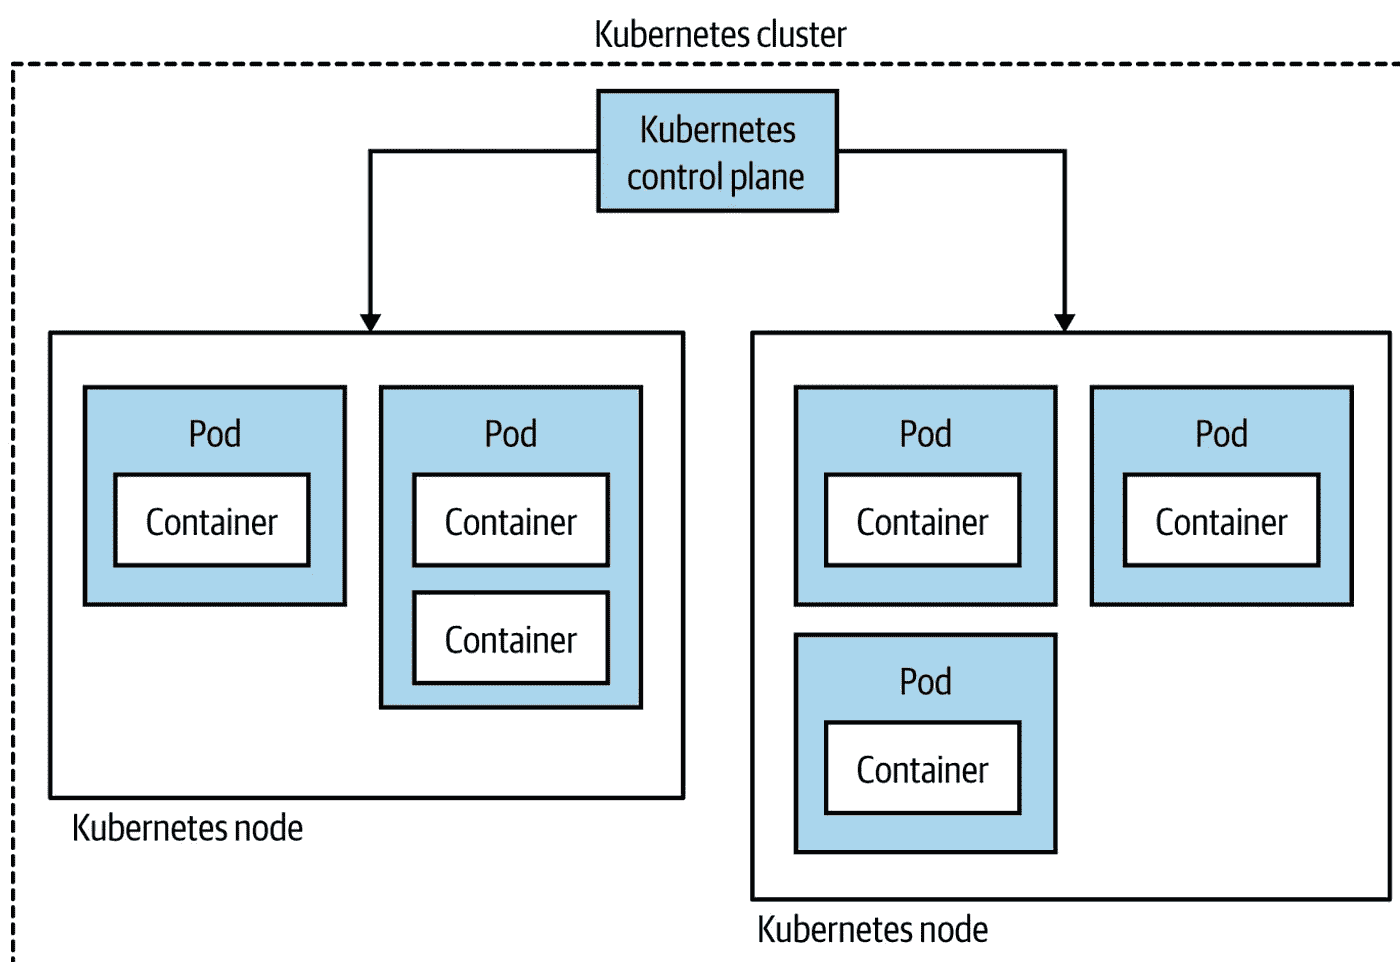 Kubernetes cluster
Kubernetes
control plane
Pod
Container
Pod
Container
Container
Kubernetes node
Pod
Container
Pod
Container
Pod
Container
Kubernetes node